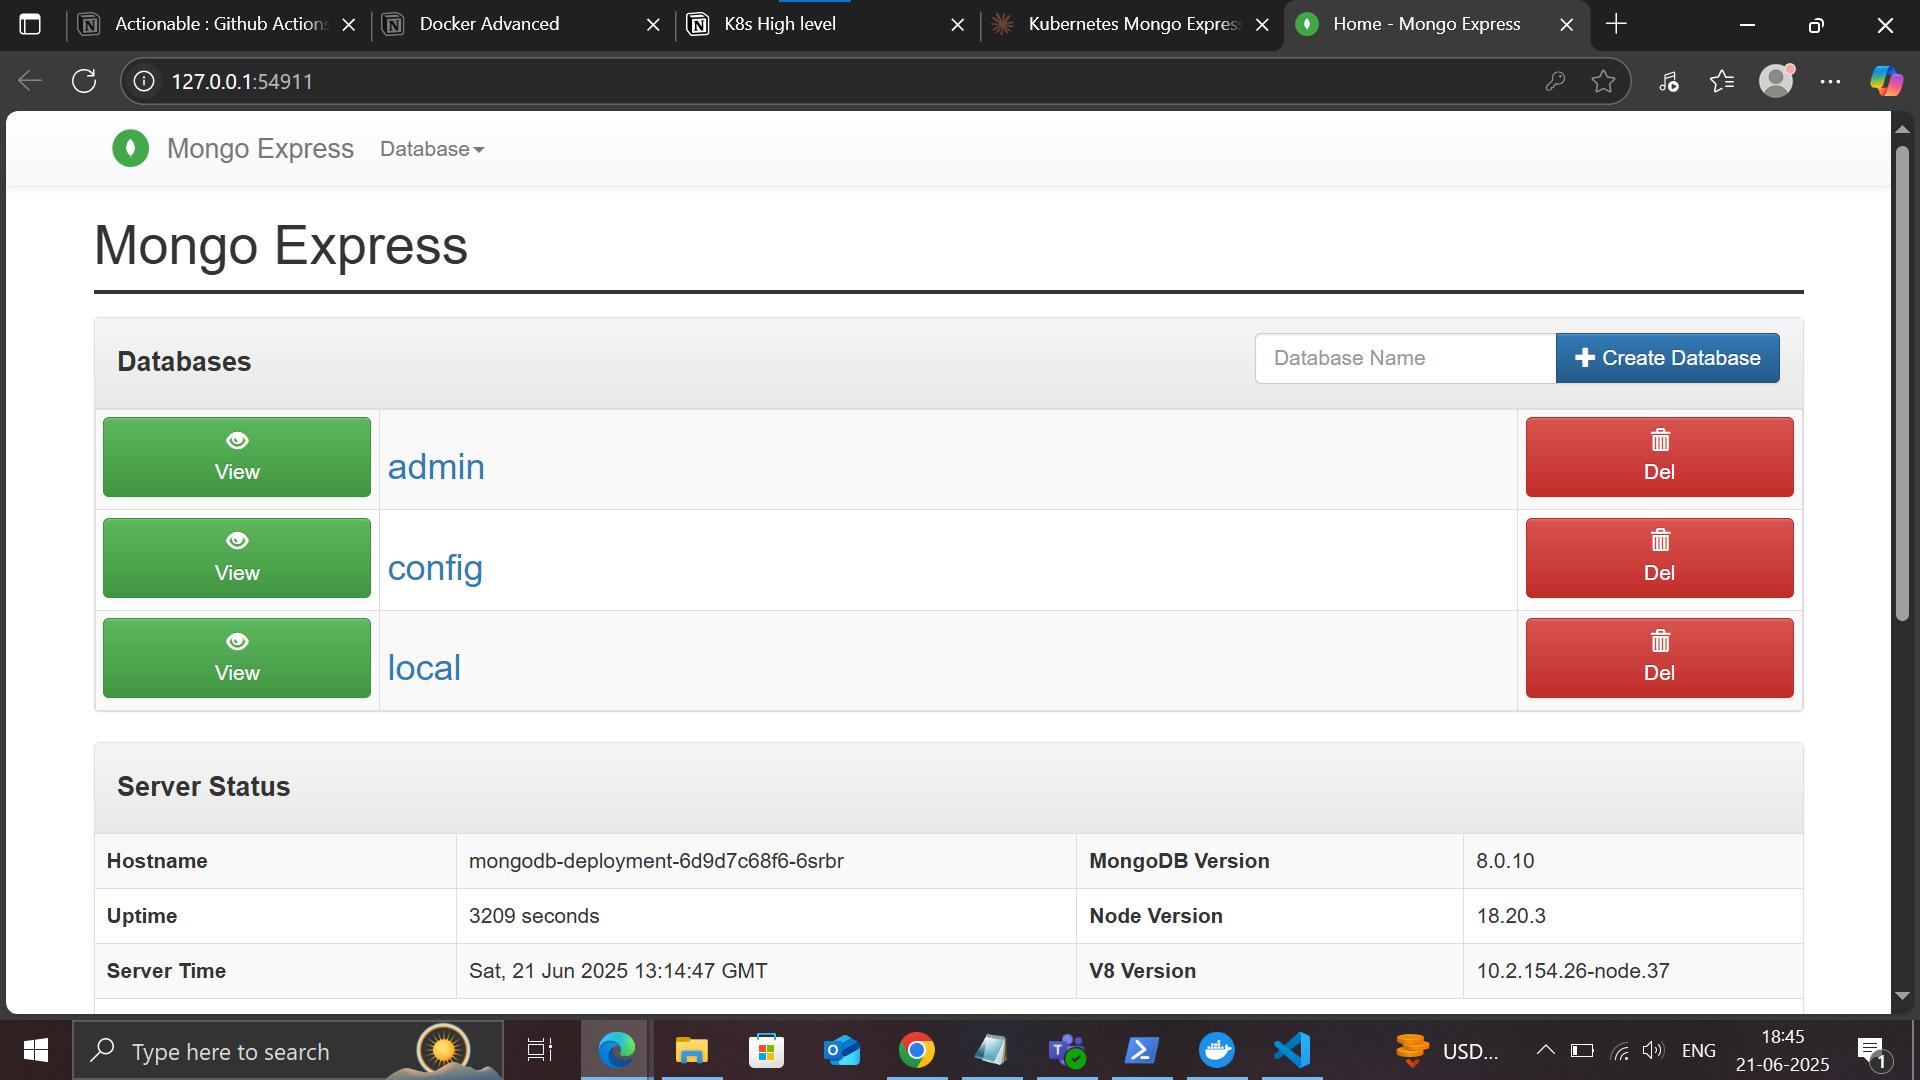 Actionable : Github Actions
Docker Advanced
K8s High level
Kubernetes Mongo Express
Home - Mongo Express
127.0.0.1:54911
Mongo Express Database
Mongo Express
Databases
Database Name
Create Database
View admin Del
View config Del
View local Del
Server Status
Hostname mongodb-deployment-6d9d7c68f6-6srbr MongoDB Version 8.0.10
Uptime 3209 seconds Node Version 18.20.3
Server Time Sat, 21 Jun 2025 13:14:47 GMT V8 Version 10.2.154.26-node.37
Type here to search
USD...
ENG
18:45
21-06-2025
1